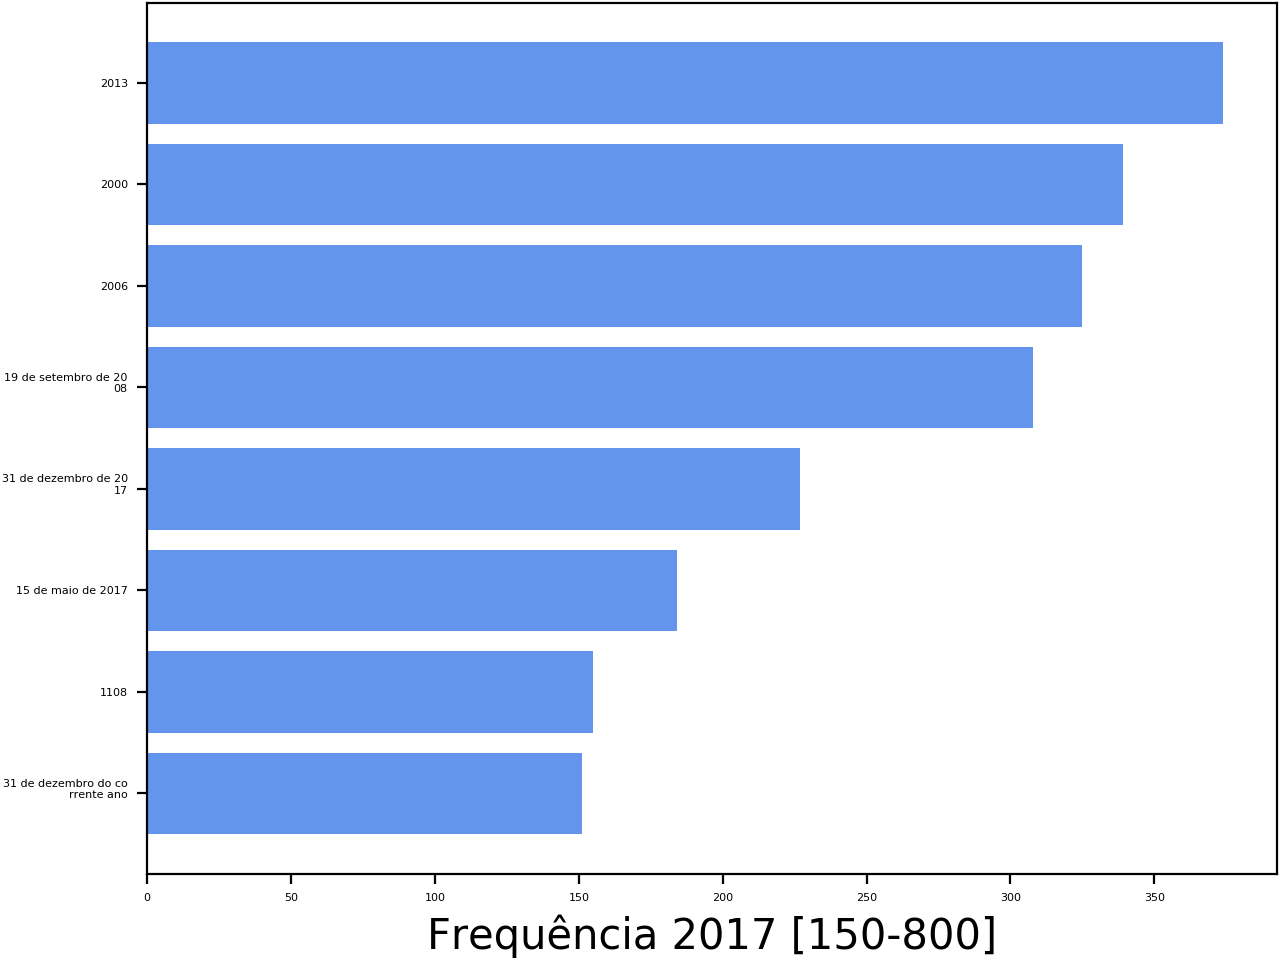 2013
2000
2006
19 de setembro de 20
08
31 de dezembro de 20
17
15 de maio de 2017
1108
31 de dezembro do co
rrente ano
0 50 100 150 200 250 300 350
Frequência 2017 [150-800]